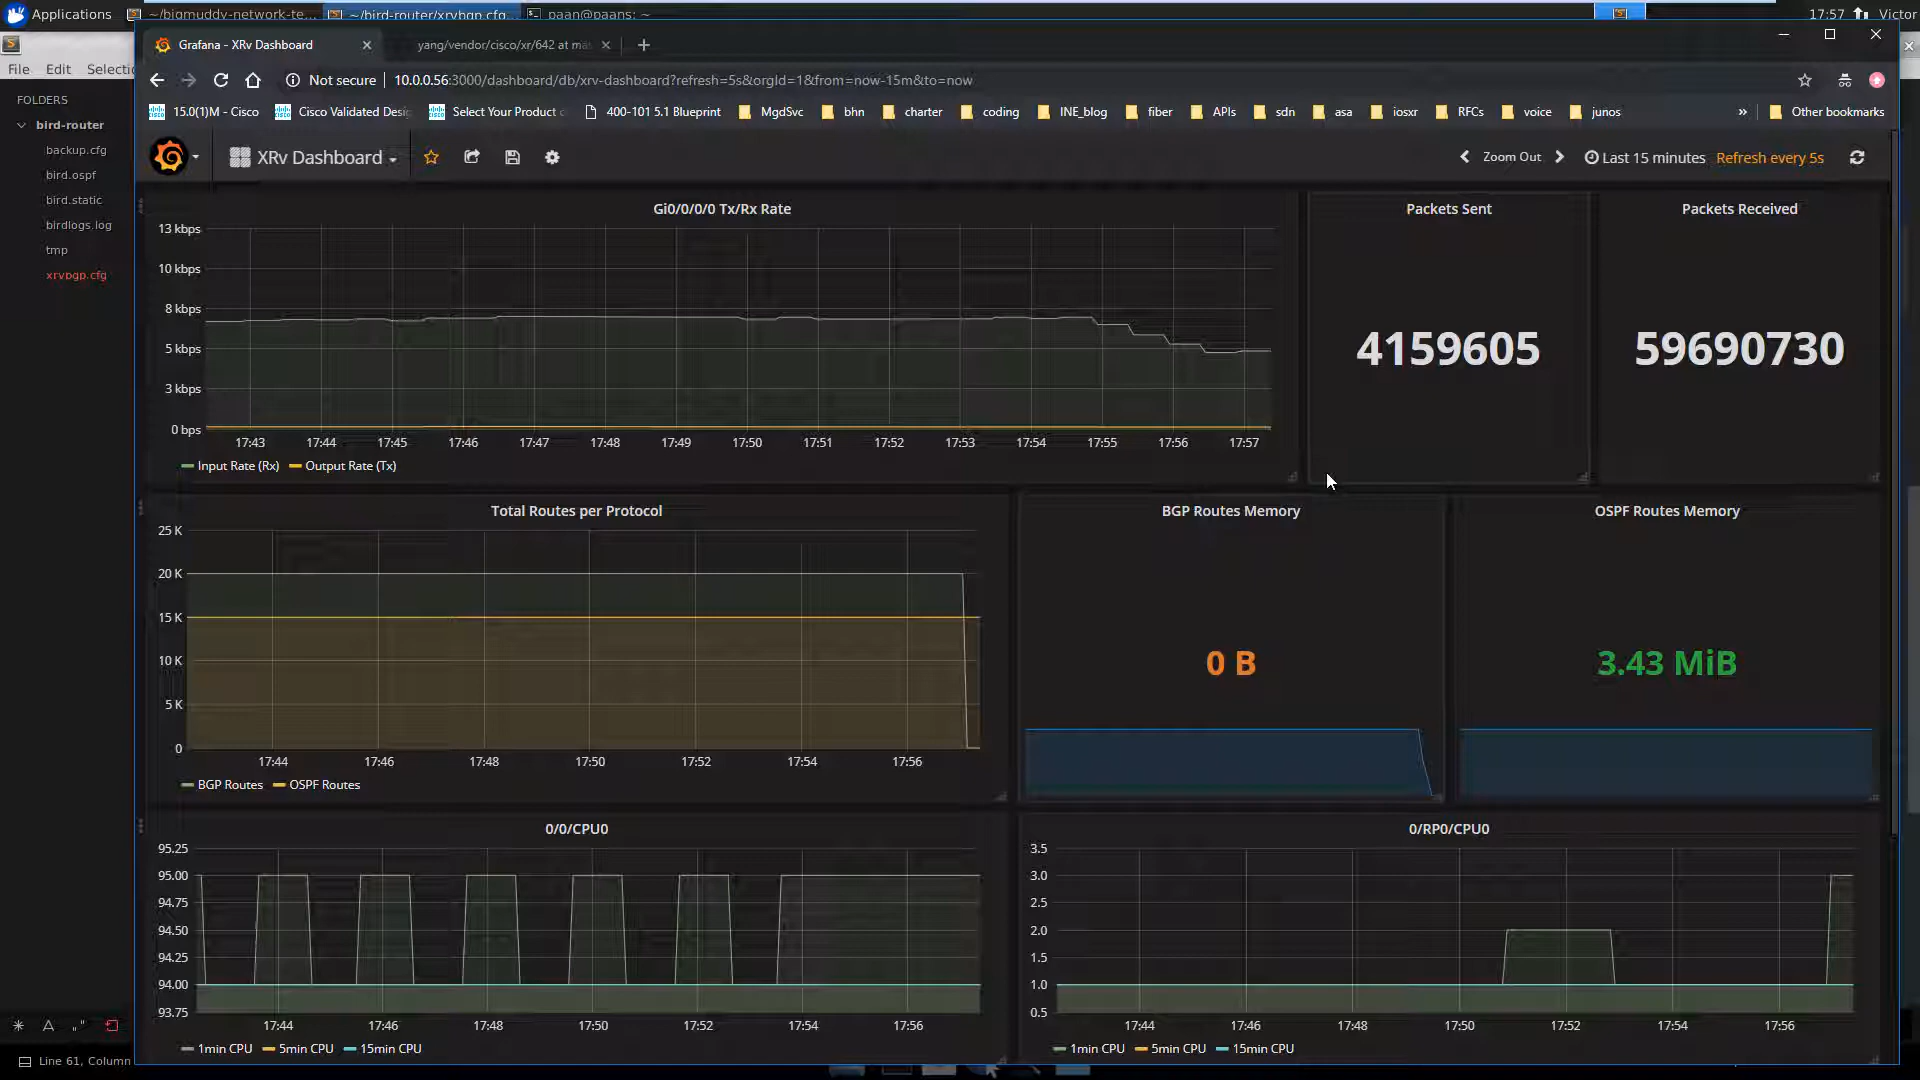 Applications
~/bigmuddy-network-te...
~/bird-router/xrvbgp.cfg...
paan@paans: ~
17:57
Victor
Grafana - XRv Dashboard
yang/vendor/cisco/xr/642 at ma
File Edit Selecti
Not secure
10.0.0.56:3000/dashboard/db/xrv-dashboard?refresh=5s&orgId=1&from=now-15m&to=now
FOLDERS
15.0(1)M - Cisco
Cisco Validated Desig
Select Your Product c
400-101 5.1 Blueprint
MgdSvc
bhn
charter
coding
INE_blog
fiber
APIs
sdn
asa
iosxr
RFCs
voice
junos
»
Other bookmarks
bird-router
backup.cfg
bird.ospf
bird.static
birdlogs.log
tmp
xrvbgp.cfg
XRv Dashboard
Zoom Out
Last 15 minutes
Refresh every 5s
Gi0/0/0/0 Tx/Rx Rate
13 kbps
10 kbps
8 kbps
5 kbps
3 kbps
0 bps
17:43 17:44 17:45 17:46 17:47 17:48 17:49 17:50 17:51 17:52 17:53 17:54 17:55 17:56 17:57
Input Rate (Rx) Output Rate (Tx)
Packets Sent
4159605
Packets Received
59690730
Total Routes per Protocol
25 K
20 K
15 K
10 K
5 K
0
17:44 17:46 17:48 17:50 17:52 17:54 17:56
BGP Routes OSPF Routes
BGP Routes Memory
0 B
OSPF Routes Memory
3.43 MiB
0/0/CPU0
95.25
95.00
94.75
94.50
94.25
94.00
93.75
17:44 17:46 17:48 17:50 17:52 17:54 17:56
1min CPU 5min CPU 15min CPU
0/RP0/CPU0
3.5
3.0
2.5
2.0
1.5
1.0
0.5
17:44 17:46 17:48 17:50 17:52 17:54 17:56
1min CPU 5min CPU 15min CPU
Line 61, Column